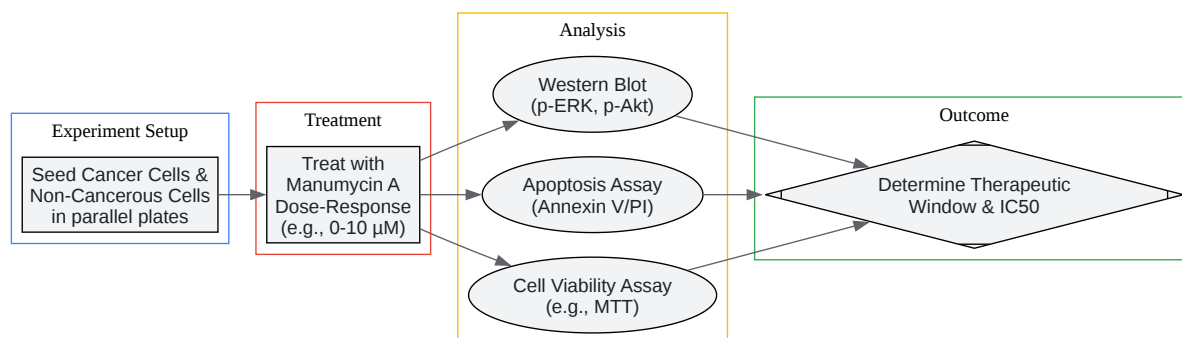 Experiment Setup
Seed Cancer Cells &
Non-Cancerous Cells
in parallel plates
Treatment
Treat with
Manumycin A
Dose-Response
(e.g., 0-10 µM)
Analysis
Western Blot
(p-ERK, p-Akt)
Apoptosis Assay
(Annexin V/PI)
Cell Viability Assay
(e.g., MTT)
Outcome
Determine Therapeutic
Window & IC50